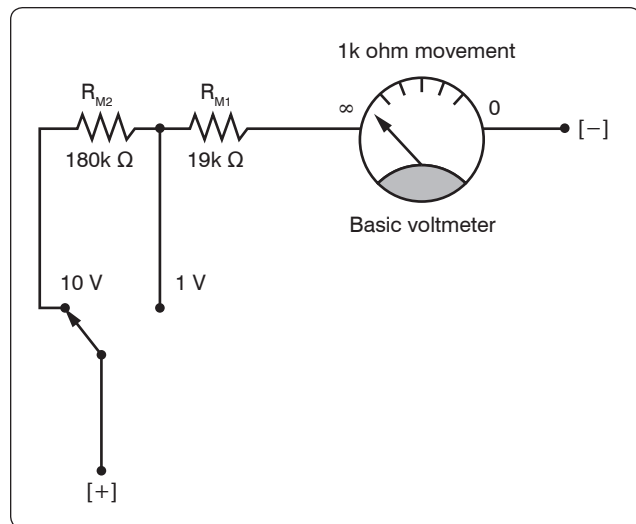 1k ohm movement
R_M2
R_M1
∞
0
[−]
180k Ω
19k Ω
Basic voltmeter
10 V
1 V
[+]